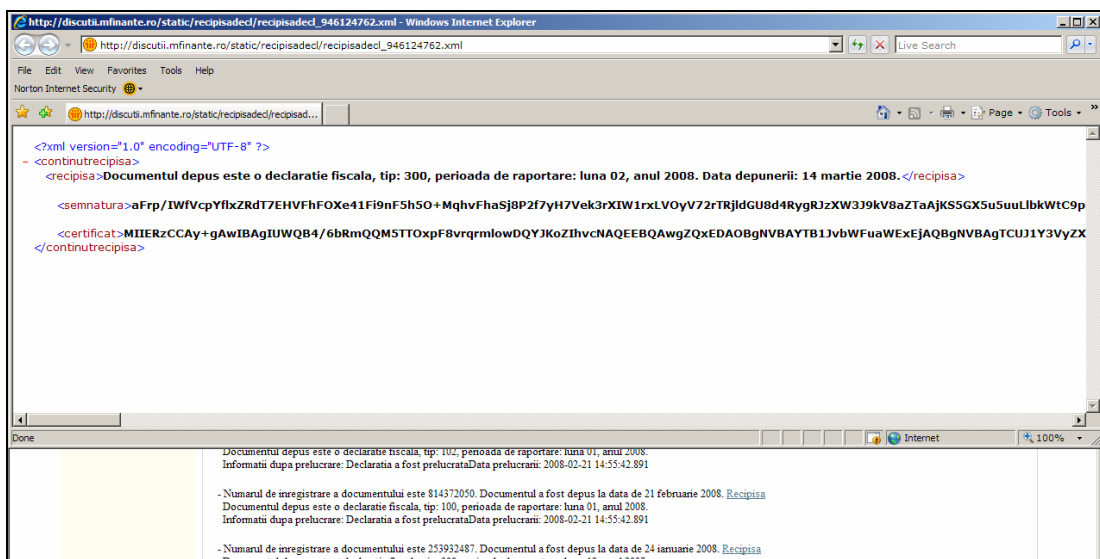 http://discutii.mfinante.ro/static/recipisadecl/recipisadecl_946124762.xml - Windows Internet Explorer
http://discutii.mfinante.ro/static/recipisadecl/recipisadecl_946124762.xml Live Search
File Edit View Favorites Tools Help
Norton Internet Security
http://discutii.mfinante.ro/static/recipisadecl/recipisad... Page Tools »
<?xml version="1.0" encoding="UTF-8" ?>
- <continutrecipisa>
<recipisa>Documentul depus este o declaratie fiscala, tip: 300, perioada de raportare: luna 02, anul 2008. Data depunerii: 14 martie 2008.</recipisa>
<semnatura>aFrp/IWfVcpYflxZRdT7EHVFhFOXe41Fi9nF5h5O+MqhvFhaSj8P2f7yH7Vek3rXIW1rxLVOyV72rTRjldGU8d4RygRJzXW3J9kV8aZTaAjKS5GX5u5uuLlbkWtC9p
<certificat>MIIERzCCAy+gAwIBAgIUWQB4/6bRmQQM5TTOxpF8vrqrmlowDQYJKoZIhvcNAQEEBQAwgZQxEDAOBgNVBAYTB1JvbWFuaWExEjAQBgNVBAgTCUJ1Y3VyZX
</continutrecipisa>
Done Internet 100%
Documentul depus este o declaratie fiscala, tip: 102, perioada de raportare: luna 01, anul 2008.
Informatii dupa prelucrare: Declaratia a fost prelucrataData prelucrarii: 2008-02-21 14:55:42.891
- Numarul de inregistrare a documentului este 814372050. Documentul a fost depus la data de 21 februarie 2008. Recipisa
Documentul depus este o declaratie fiscala, tip: 100, perioada de raportare: luna 01, anul 2008.
Informatii dupa prelucrare: Declaratia a fost prelucrataData prelucrarii: 2008-02-21 14:55:42.891
- Numarul de inregistrare a documentului este 253932487. Documentul a fost depus la data de 24 ianuarie 2008. Recipisa